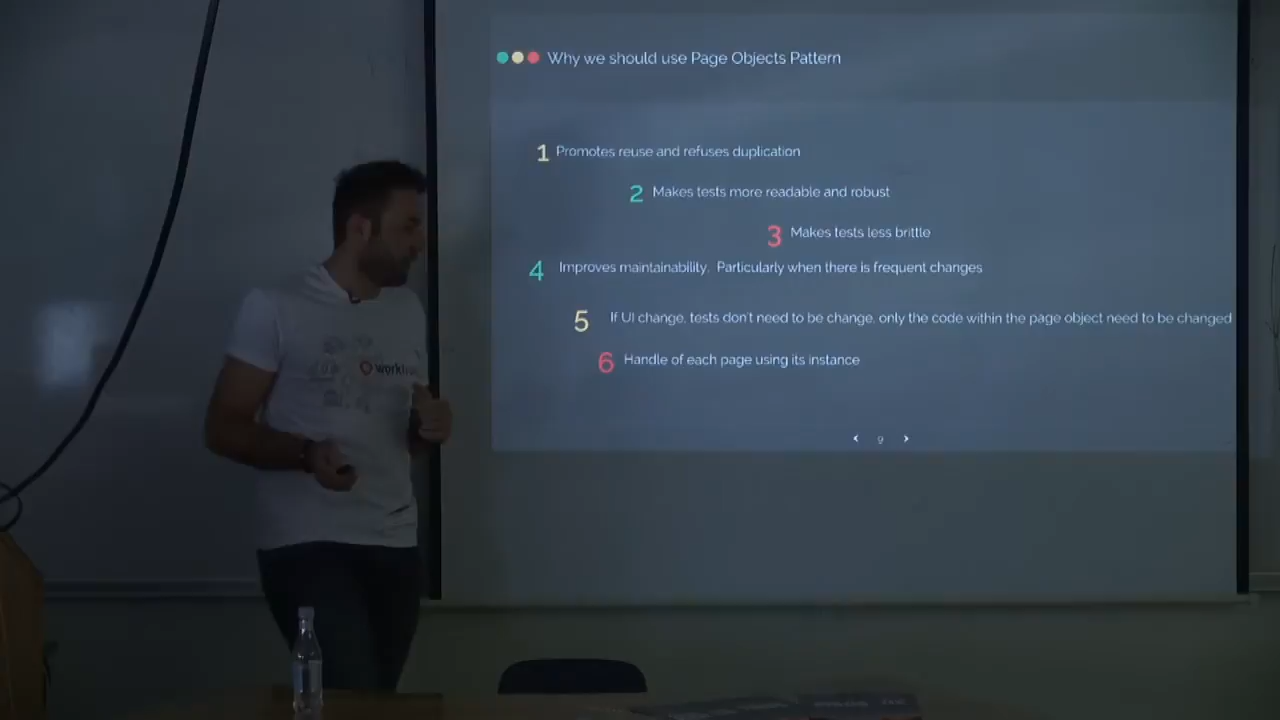 Why we should use Page Objects Pattern
1 Promotes reuse and refuses duplication
2 Makes tests more readable and robust
3 Makes tests less brittle
4 Improves maintainability. Particularly when there is frequent changes
5 If UI change, tests don't need to be change, only the code within the page object need to be changed
6 Handle of each page using its instance
< 9 >